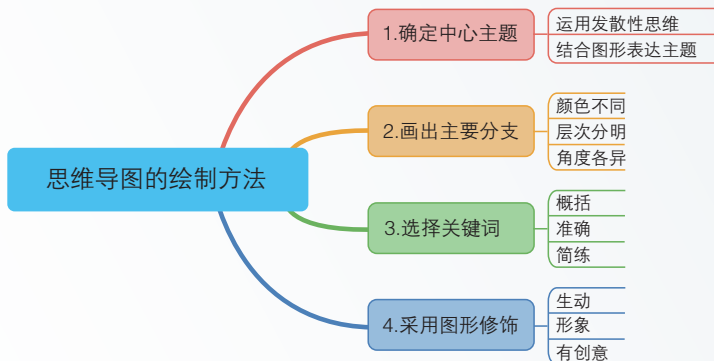 思维导图的绘制方法
1.确定中心主题
运用发散性思维
结合图形表达主题
2.画出主要分支
颜色不同
层次分明
角度各异
3.选择关键词
概括
准确
简练
4.采用图形修饰
生动
形象
有创意